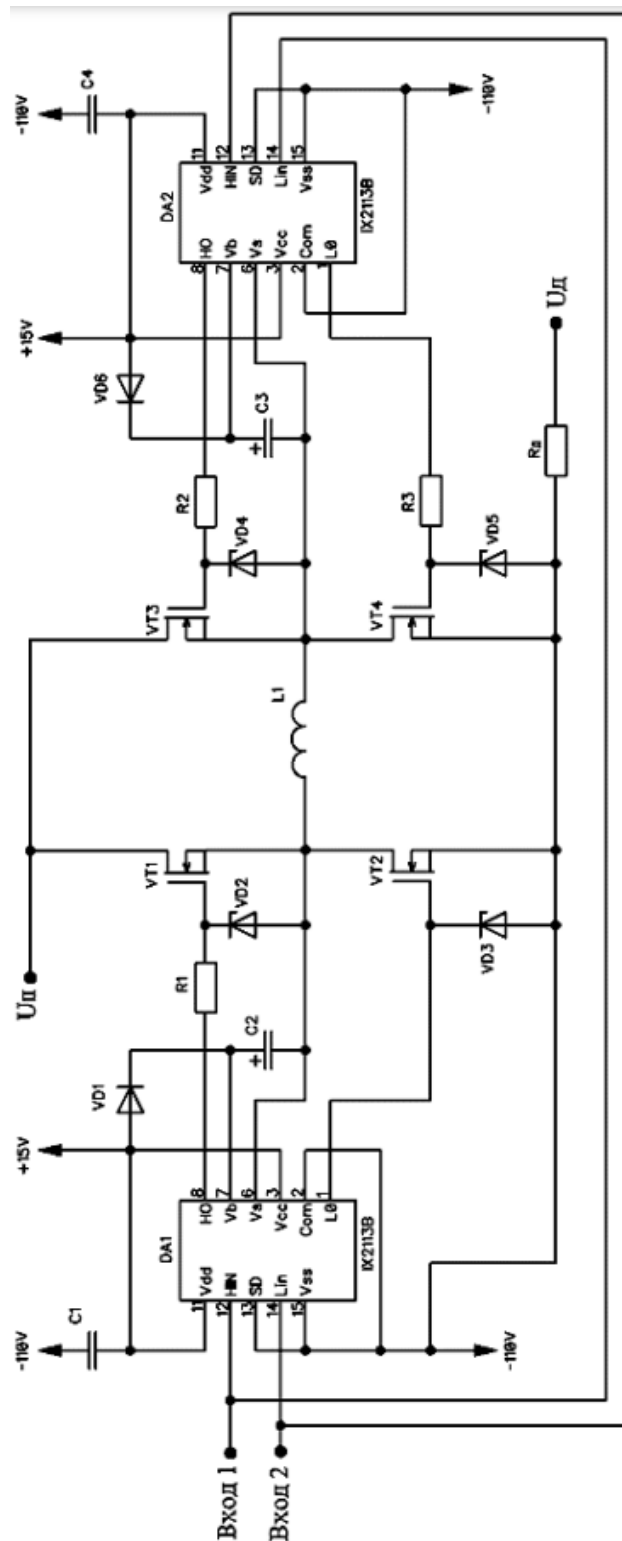 -110V
+15V
Uп
+15V
-110V
C1
VD1
VD6
C4
DA1
R1
VT1
VT3
R2
DA2
11 Vdd
HO 8
12 HIN
Vb 7
13 SD
Vs 6
14 Lin
Vcc 3
15 Vss
Com 2
L0 1
IX2113B
C2
VD2
L1
VD4
C3
8 HO
Vdd 11
7 Vb
HIN 12
6 Vs
SD 13
3 Vcc
Lin 14
2 Com
Vss 15
1 L0
IX2113B
Вход 1
Вход 2
VT2
VT4
R3
VD3
VD5
Rд
Uд
-110V
-110V